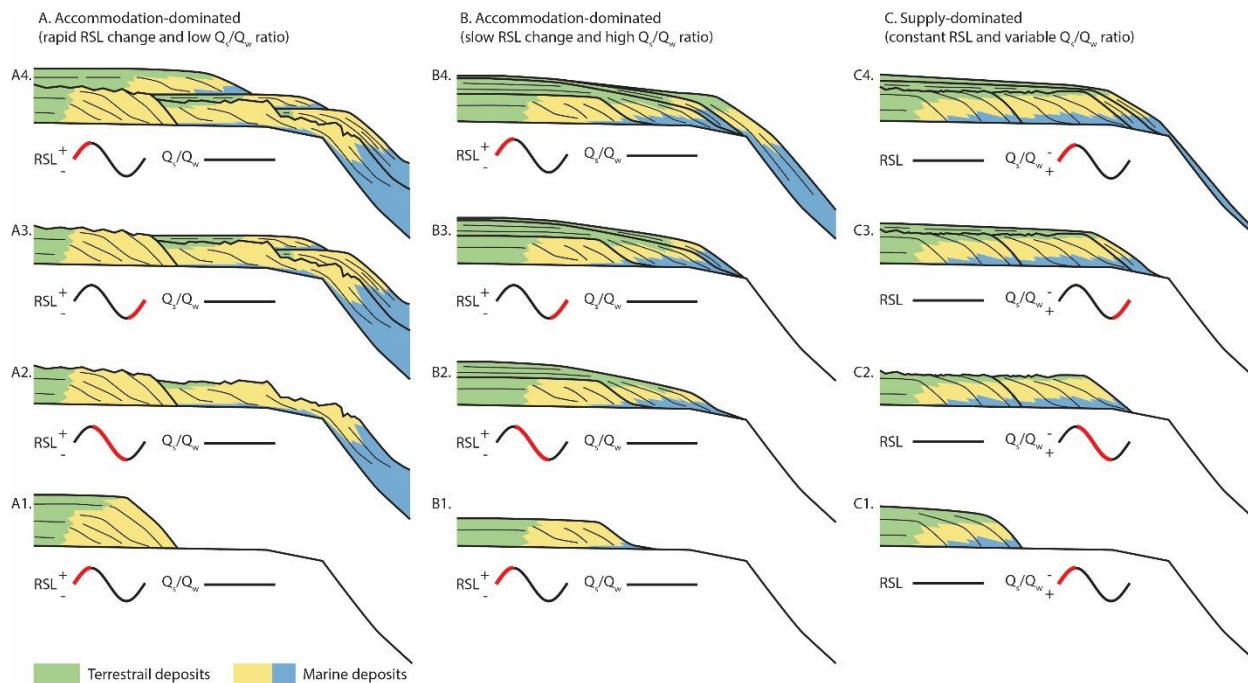 A. Accommodation-dominated
(rapid RSL change and low Qs/Qw ratio)
B. Accommodation-dominated
(slow RSL change and high Qs/Qw ratio)
C. Supply-dominated
(constant RSL and variable Qs/Qw ratio)
A4.
RSL + - Qs/Qw
B4.
RSL + - Qs/Qw
C4.
RSL Qs/Qw - +
A3.
RSL + - Qs/Qw
B3.
RSL + - Qs/Qw
C3.
RSL Qs/Qw - +
A2.
RSL + - Qs/Qw
B2.
RSL + - Qs/Qw
C2.
RSL Qs/Qw - +
A1.
RSL + - Qs/Qw
B1.
RSL + - Qs/Qw
C1.
RSL Qs/Qw - +
Terrestrail deposits
Marine deposits